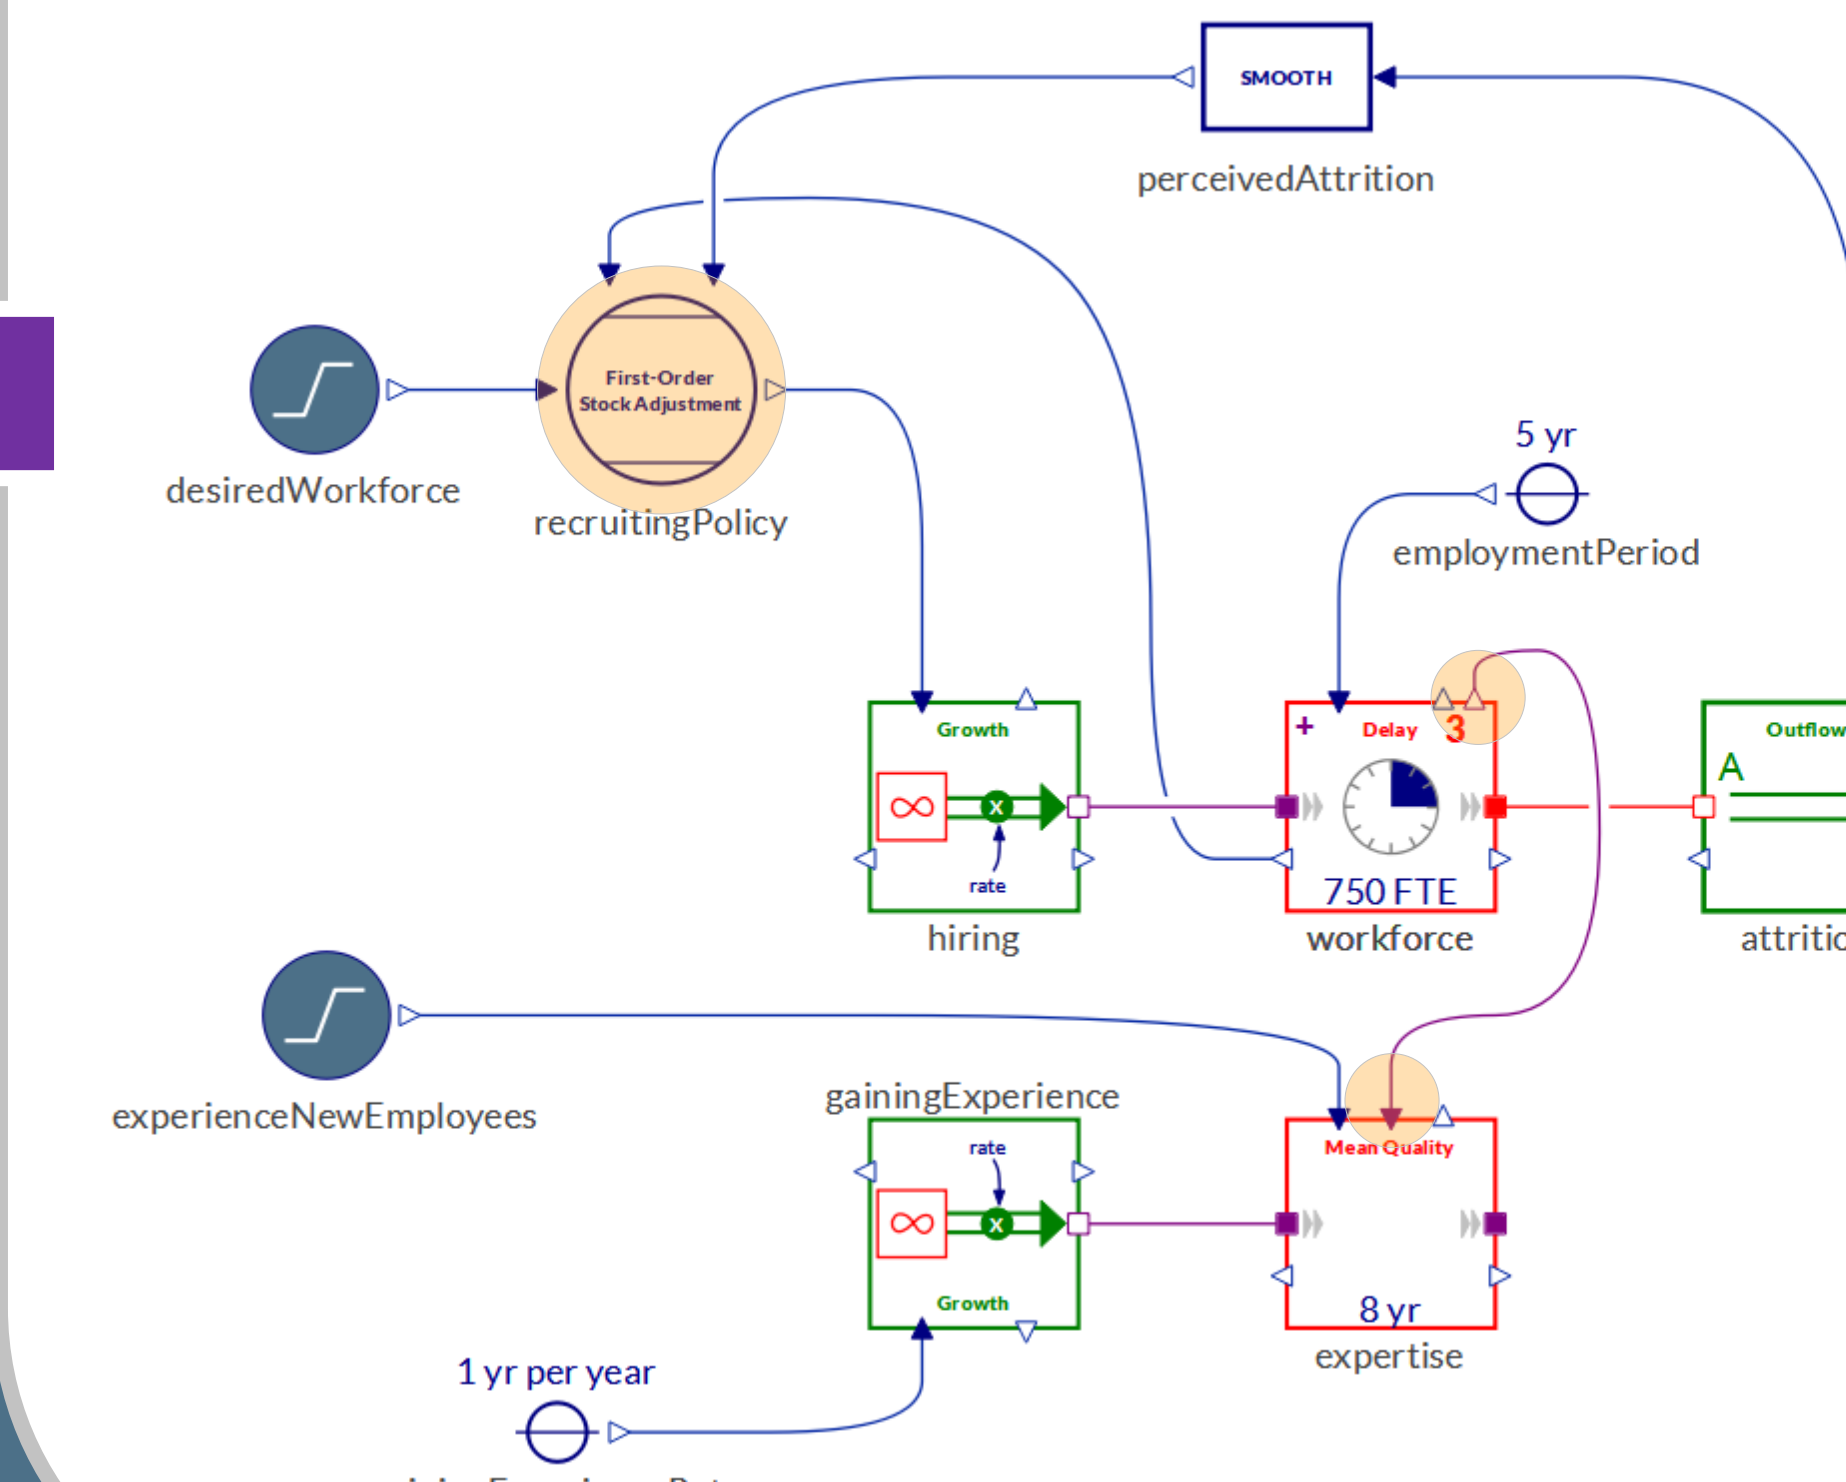 SMOOTH
perceivedAttrition
First-Order
Stock Adjustment
desiredWorkforce
recruitingPolicy
5 yr
employmentPeriod
Growth
∞
x
rate
hiring
+
Delay
3
750 FTE
workforce
Outflow
A
experienceNewEmployees
gainingExperience
rate
∞
x
Growth
Mean Quality
8 yr
expertise
1 yr per year